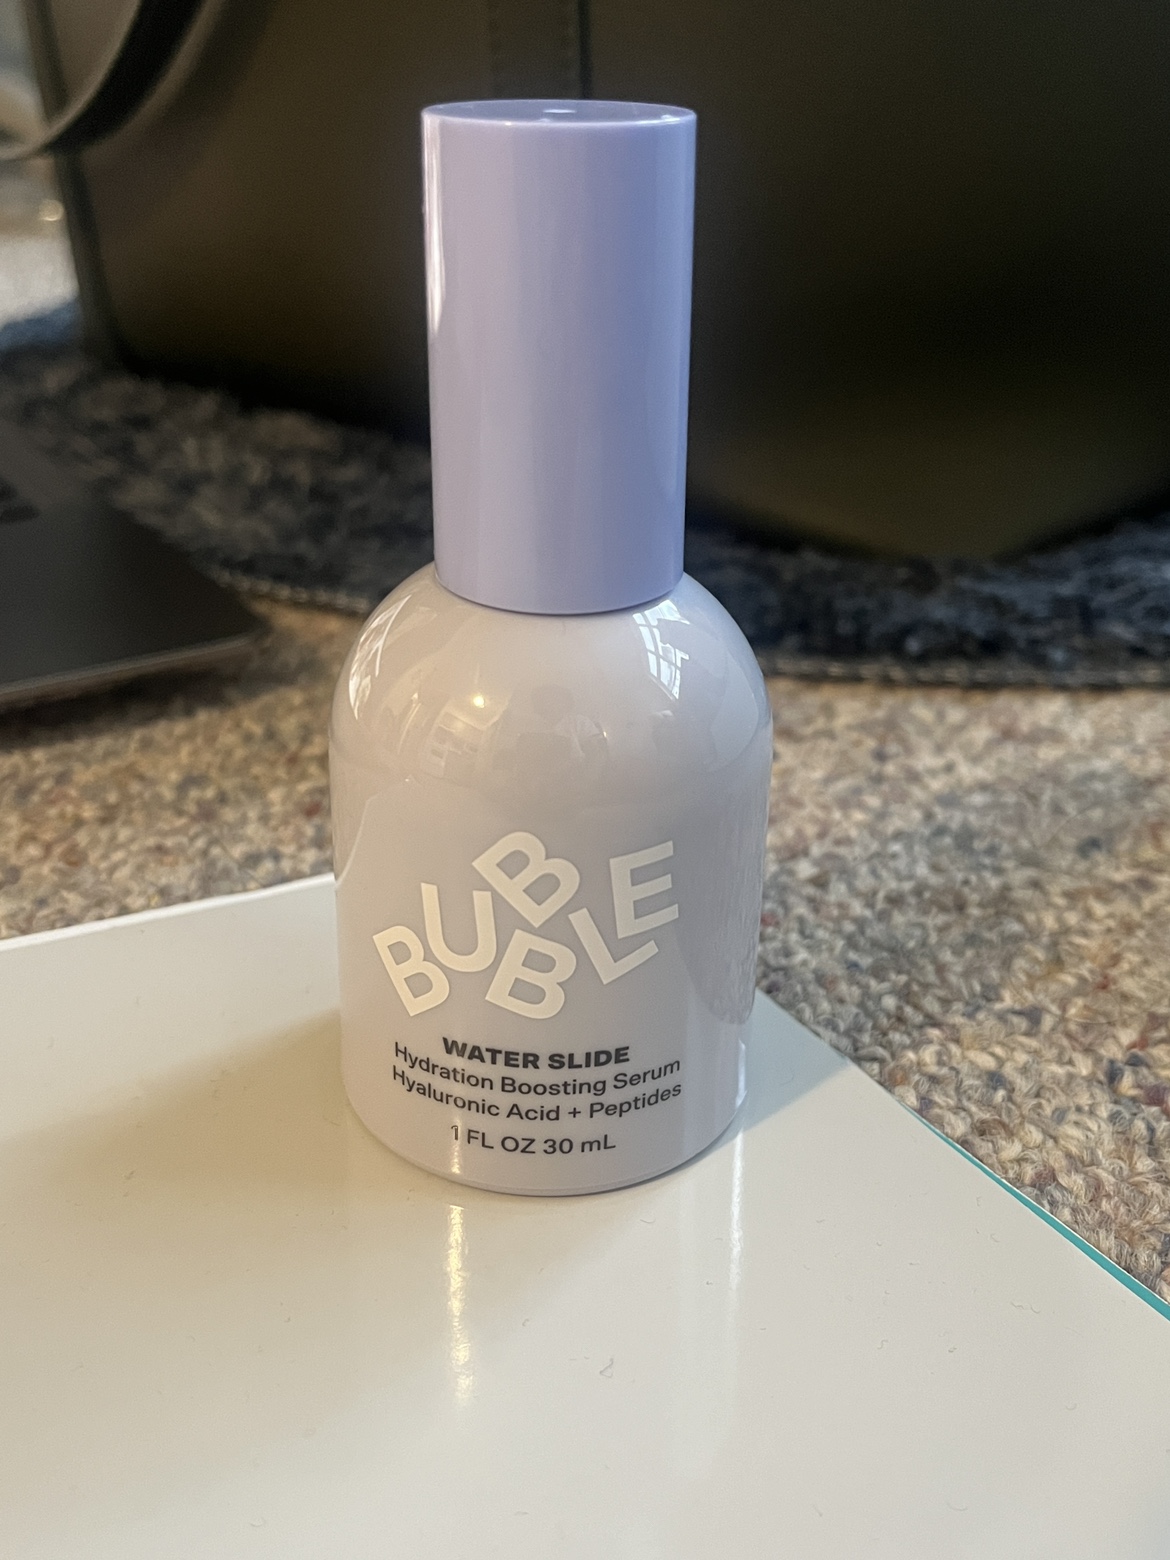 BUBBLE
WATER SLIDE
Hydration Boosting Serum
Hyaluronic Acid + Peptides
1 FL OZ 30 mL